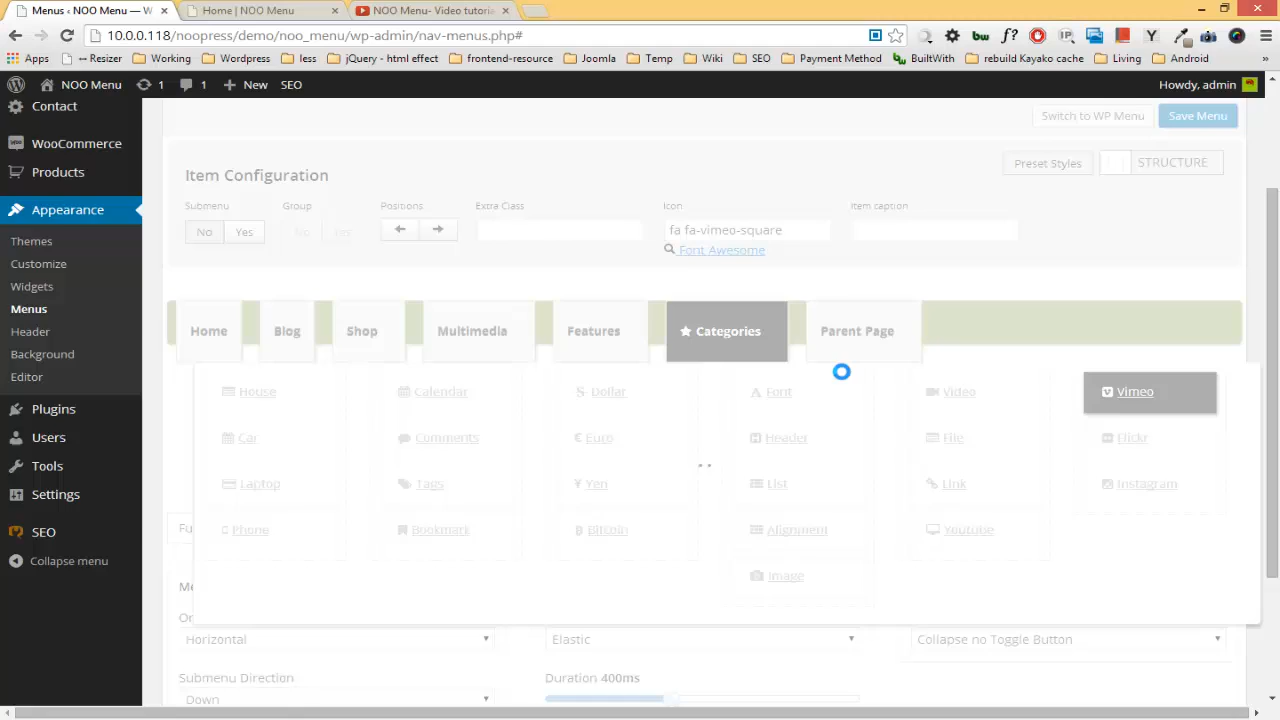 Menus ‹ NOO Menu — W
Home | NOO Menu
NOO Menu- Video tutoria
10.0.0.118/noopress/demo/noo_menu/wp-admin/nav-menus.php#
Apps
Resizer
Working
Wordpress
less
jQuery - html effect
frontend-resource
Joomla
Temp
Wiki
SEO
Payment Method
BuiltWith
rebuild Kayako cache
Living
Android
NOO Menu 1 1 New SEO Howdy, admin
Contact
WooCommerce
Products
Appearance
Themes
Customize
Widgets
Menus
Header
Background
Editor
Plugins
Users
Tools
Settings
SEO
Collapse menu
Switch to WP Menu Save Menu
Item Configuration Preset Styles STRUCTURE
Submenu Group Positions Extra Class Icon Item caption
No Yes No Yes fa fa-vimeo-square
Font Awesome
Home Blog Shop Multimedia Features Categories Parent Page
House Calendar Dollar Font Video Vimeo
Car Comments Euro Header File Flickr
Laptop Tags Yen List Link Instagram
Phone Bookmark Bitcoin Alignment Youtube
Image
Fu
Me
Or
Horizontal Elastic Collapse no Toggle Button
Submenu Direction Duration 400ms
Down